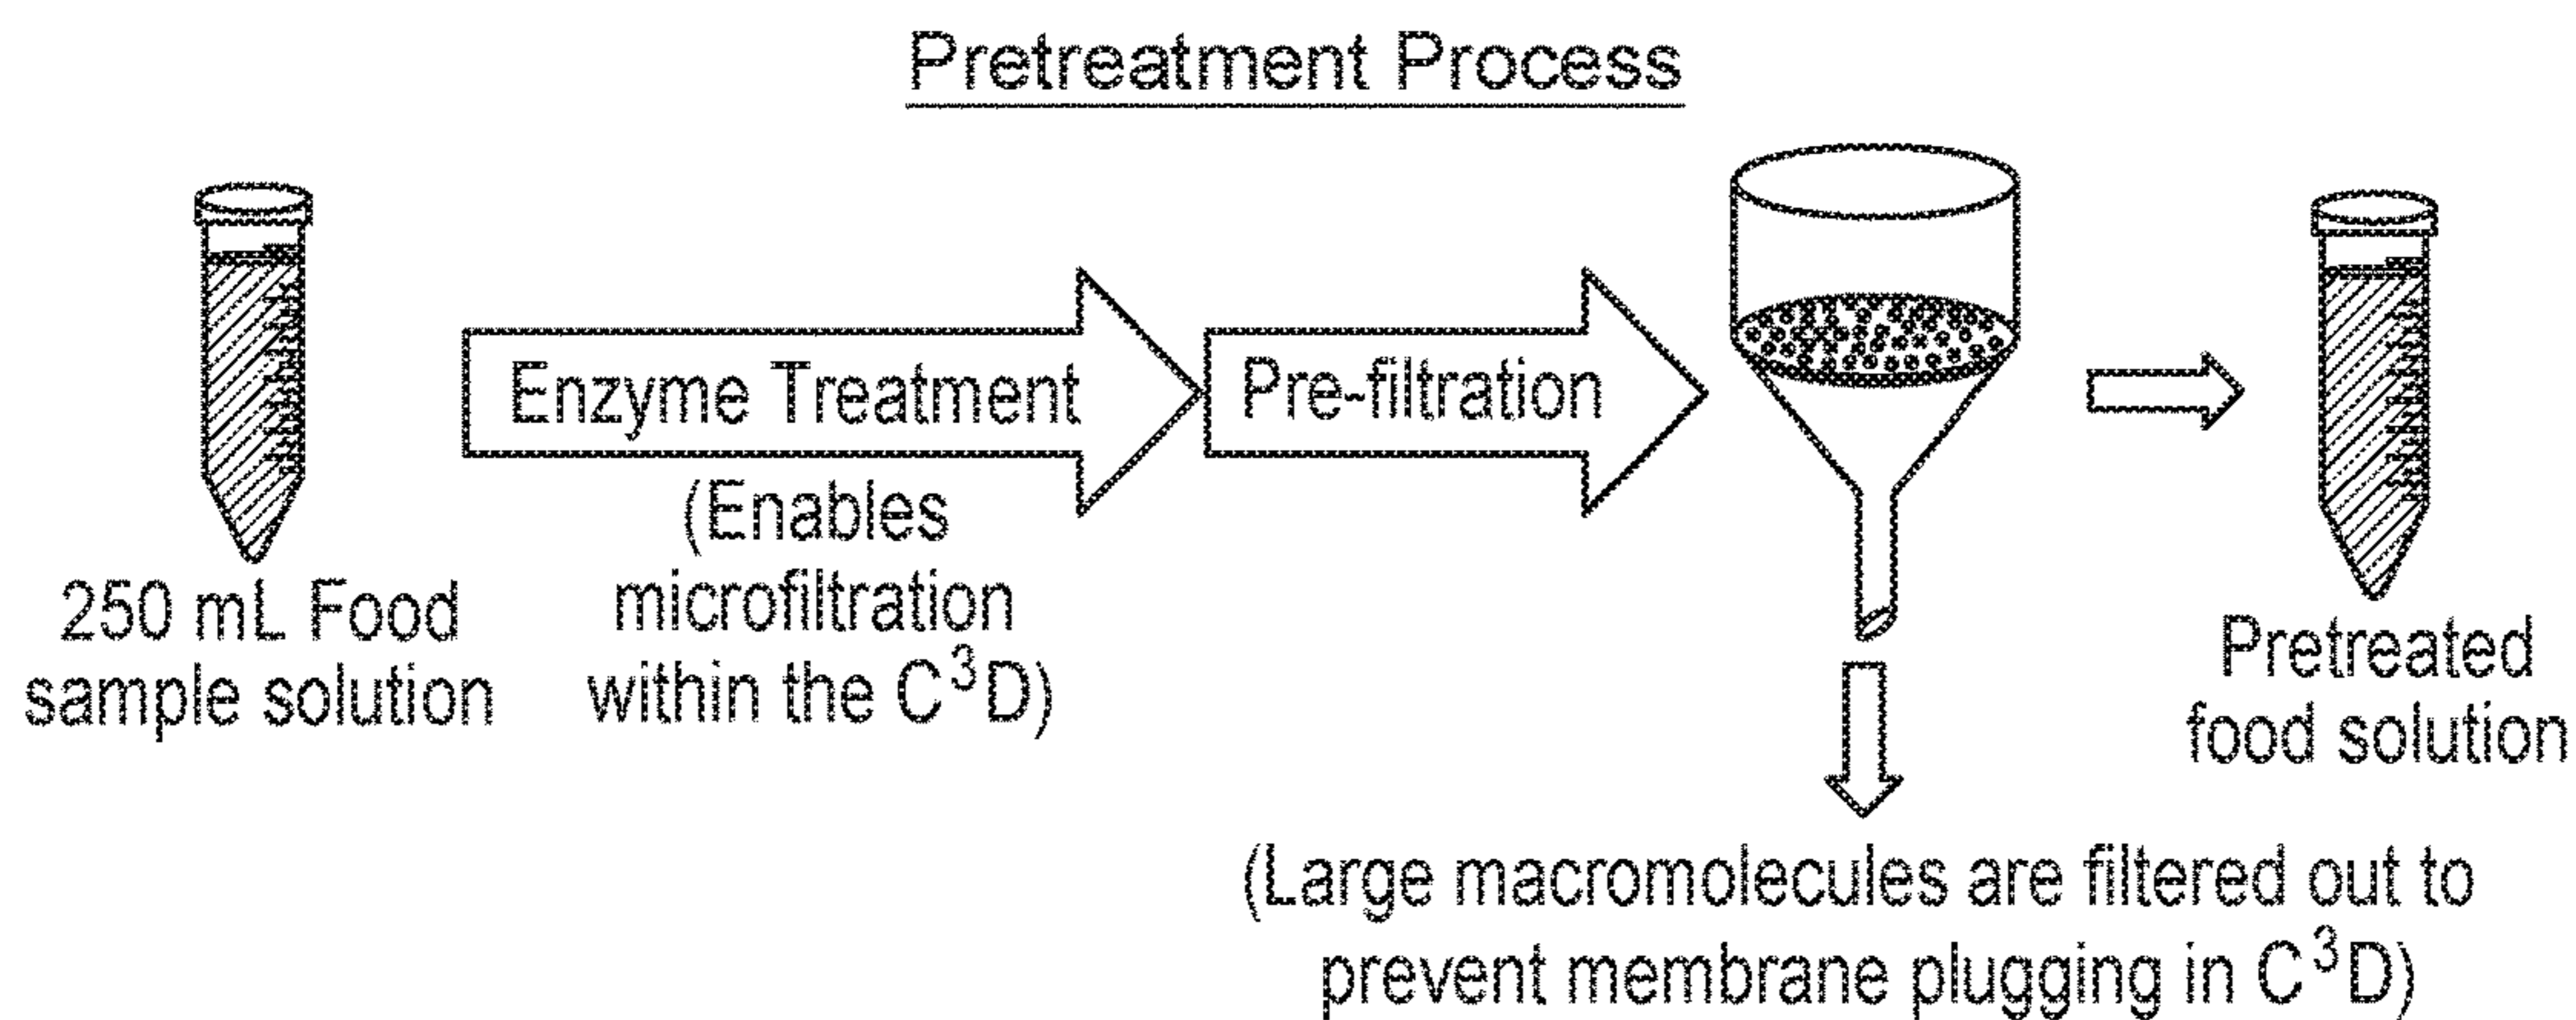 Pretreatment Process
Enzyme Treatment
Pre-filtration
(Enables
microfiltration
within the C³D)
250 mL Food
sample solution
Pretreated
food solution
(Large macromolecules are filtered out to
prevent membrane plugging in C³D)